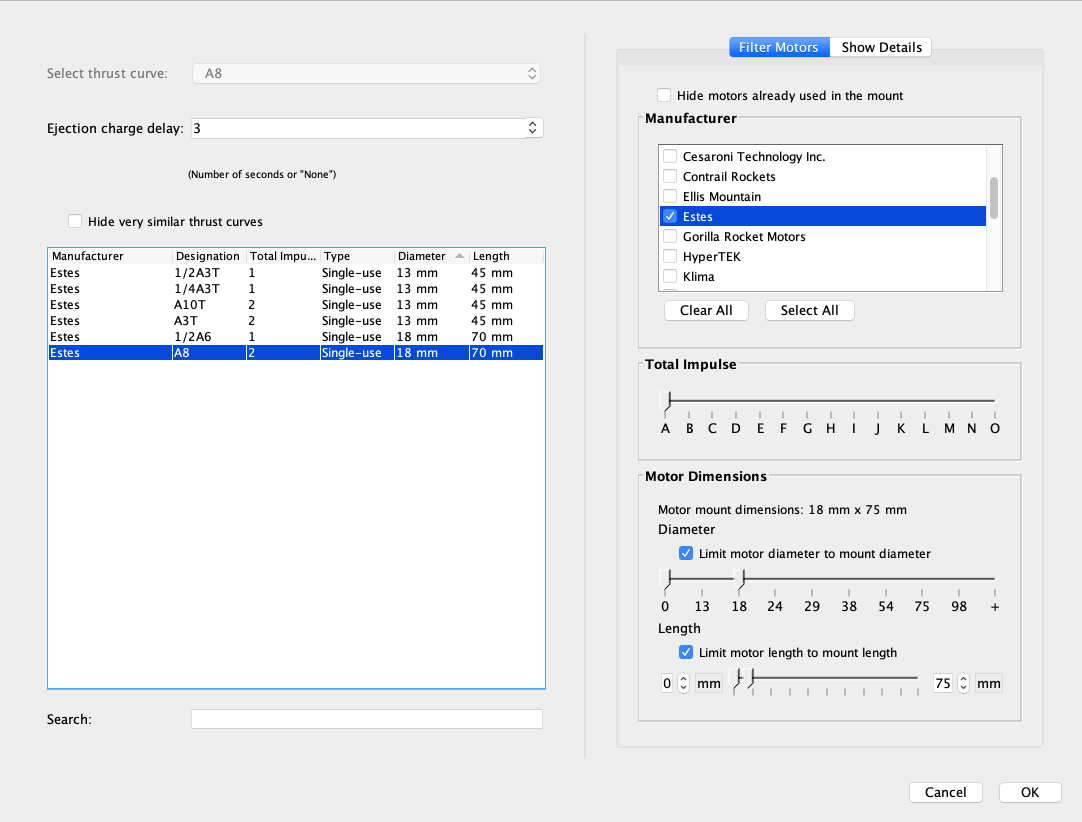 Select thrust curve: A8
Ejection charge delay: 3
(Number of seconds or "None")
Hide very similar thrust curves
Manufacturer Designation Total Impu... Type Diameter Length
Estes 1/2A3T 1 Single-use 13 mm 45 mm
Estes 1/4A3T 1 Single-use 13 mm 45 mm
Estes A10T 2 Single-use 13 mm 45 mm
Estes A3T 2 Single-use 13 mm 45 mm
Estes 1/2A6 1 Single-use 18 mm 70 mm
Estes A8 2 Single-use 18 mm 70 mm
Search:
Filter Motors Show Details
Hide motors already used in the mount
Manufacturer
Cesaroni Technology Inc.
Contrail Rockets
Ellis Mountain
Estes
Gorilla Rocket Motors
HyperTEK
Klima
Clear All Select All
Total Impulse
A B C D E F G H I J K L M N O
Motor Dimensions
Motor mount dimensions: 18 mm x 75 mm
Diameter
Limit motor diameter to mount diameter
0 13 18 24 29 38 54 75 98 +
Length
Limit motor length to mount length
0 mm 75 mm
Cancel OK